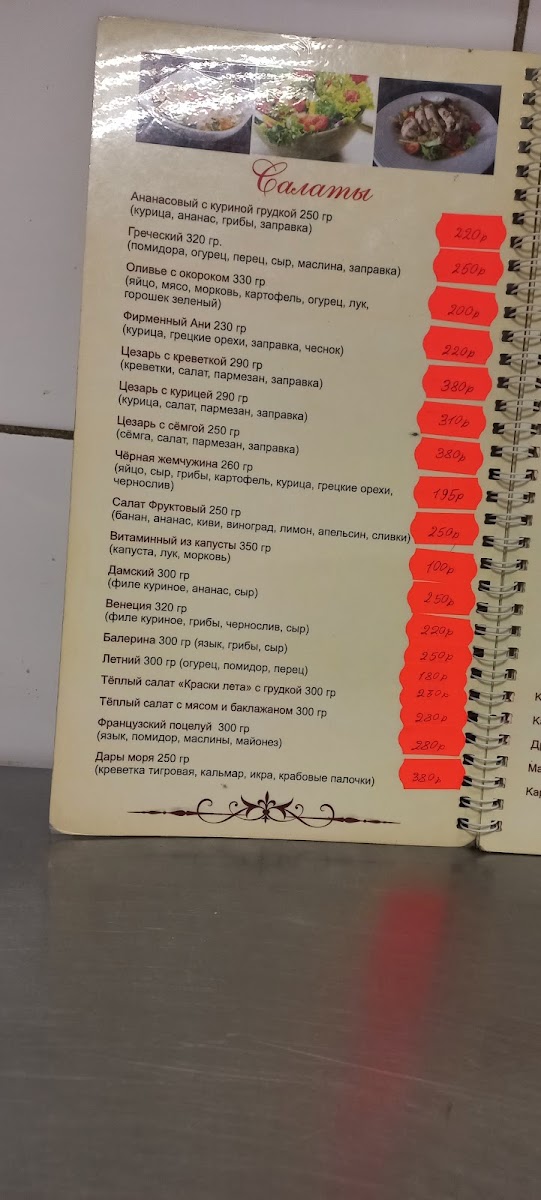 Салаты
Ананасовый с куриной грудкой 250 гр
(курица, ананас, грибы, заправка)
220р
Греческий 320 гр.
(помидора, огурец, перец, сыр, маслина, заправка)
250р
Оливье с окороком 330 гр
(яйцо, мясо, морковь, картофель, огурец, лук,
горошек зеленый)
200р
Фирменный Ани 230 гр
(курица, грецкие орехи, заправка, чеснок)
220р
Цезарь с креветкой 290 гр
(креветки, салат, пармезан, заправка)
380р
Цезарь с курицей 290 гр
(курица, салат, пармезан, заправка)
310р
Цезарь с сёмгой 250 гр
(сёмга, салат, пармезан, заправка)
380р
Чёрная жемчужина 260 гр
(яйцо, сыр, грибы, картофель, курица, грецкие орехи,
чернослив)
195р
Салат Фруктовый 250 гр
(банан, ананас, киви, виноград, лимон, апельсин, сливки)
250р
Витаминный из капусты 350 гр
(капуста, лук, морковь)
100р
Дамский 300 гр
(филе куриное, ананас, сыр)
250р
Венеция 320 гр
(филе куриное, грибы, чернослив, сыр)
220р
Балерина 300 гр (язык, грибы, сыр)
250р
Летний 300 гр (огурец, помидор, перец)
180р
Тёплый салат «Краски лета» с грудкой 300 гр
230р
Тёплый салат с мясом и баклажаном 300 гр
230р
Французский поцелуй 300 гр
(язык, помидор, маслины, майонез)
280р
Дары моря 250 гр
(креветка тигровая, кальмар, икра, крабовые палочки)
380р